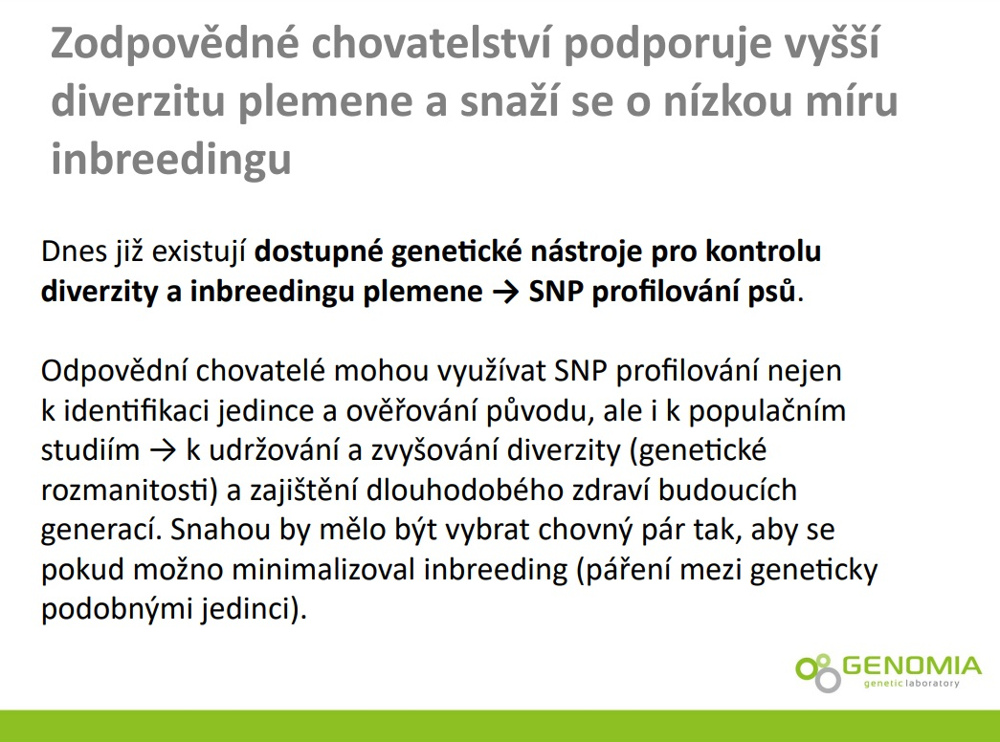 Zodpovědné chovatelství podporuje vyšší
diverzitu plemene a snaží se o nízkou míru
inbreedingu
Dnes již existují dostupné genetické nástroje pro kontrolu
diverzity a inbreedingu plemene → SNP profilování psů.
Odpovědní chovatelé mohou využívat SNP profilování nejen
k identifikaci jedince a ověřování původu, ale i k populačním
studiím → k udržování a zvyšování diverzity (genetické
rozmanitosti) a zajištění dlouhodobého zdraví budoucích
generací. Snahou by mělo být vybrat chovný pár tak, aby se
pokud možno minimalizoval inbreeding (páření mezi geneticky
podobnými jedinci).
GENOMIA
genetic laboratory